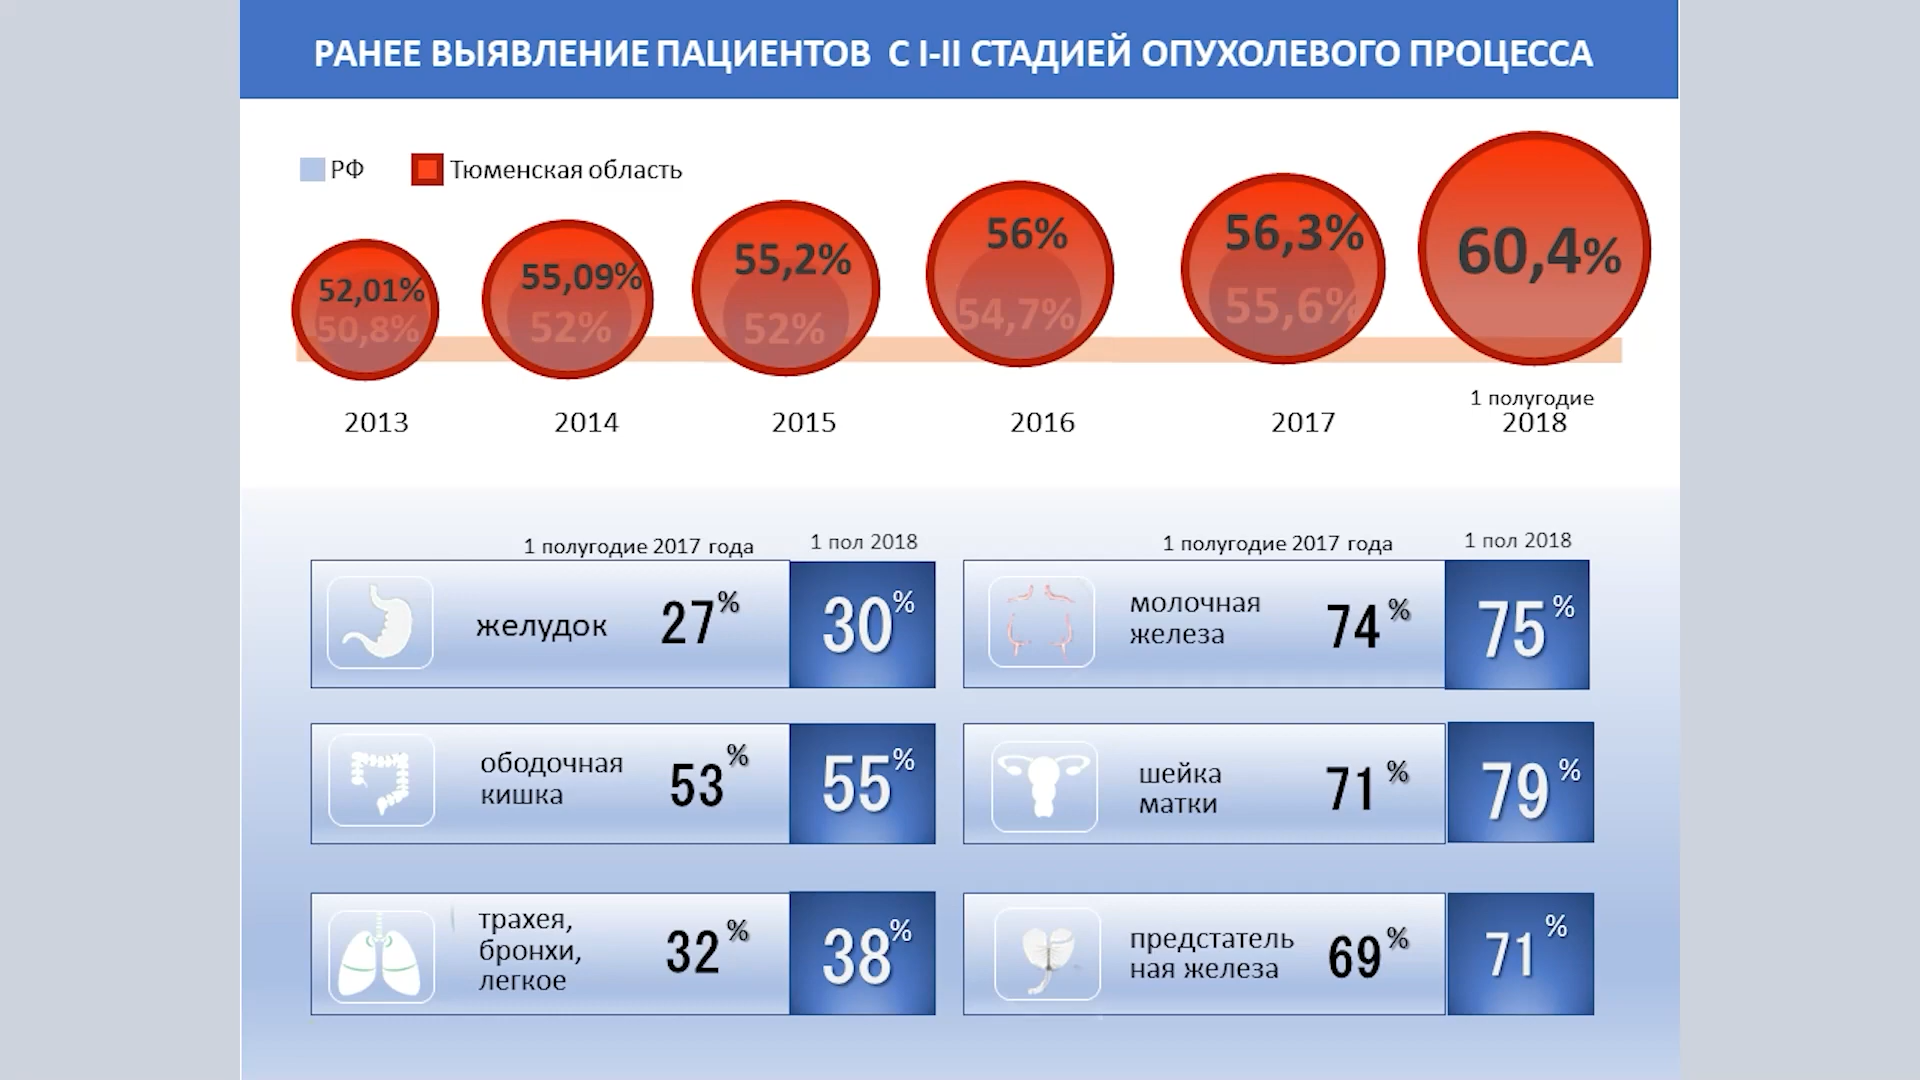 РАНЕЕ ВЫЯВЛЕНИЕ ПАЦИЕНТОВ С I-II СТАДИЕЙ ОПУХОЛЕВОГО ПРОЦЕССА
РФ
Тюменская область
52,01%
50,8%
55,09%
52%
55,2%
52%
56%
54,7%
56,3%
55,6%
60,4%
2013
2014
2015
2016
2017
1 полугодие
2018
1 полугодие 2017 года
1 пол 2018
желудок
27%
30%
ободочная
кишка
53%
55%
трахея,
бронхи,
легкое
32%
38%
1 полугодие 2017 года
1 пол 2018
молочная
железа
74%
75%
шейка
матки
71%
79%
предстатель
ная железа
69%
71%